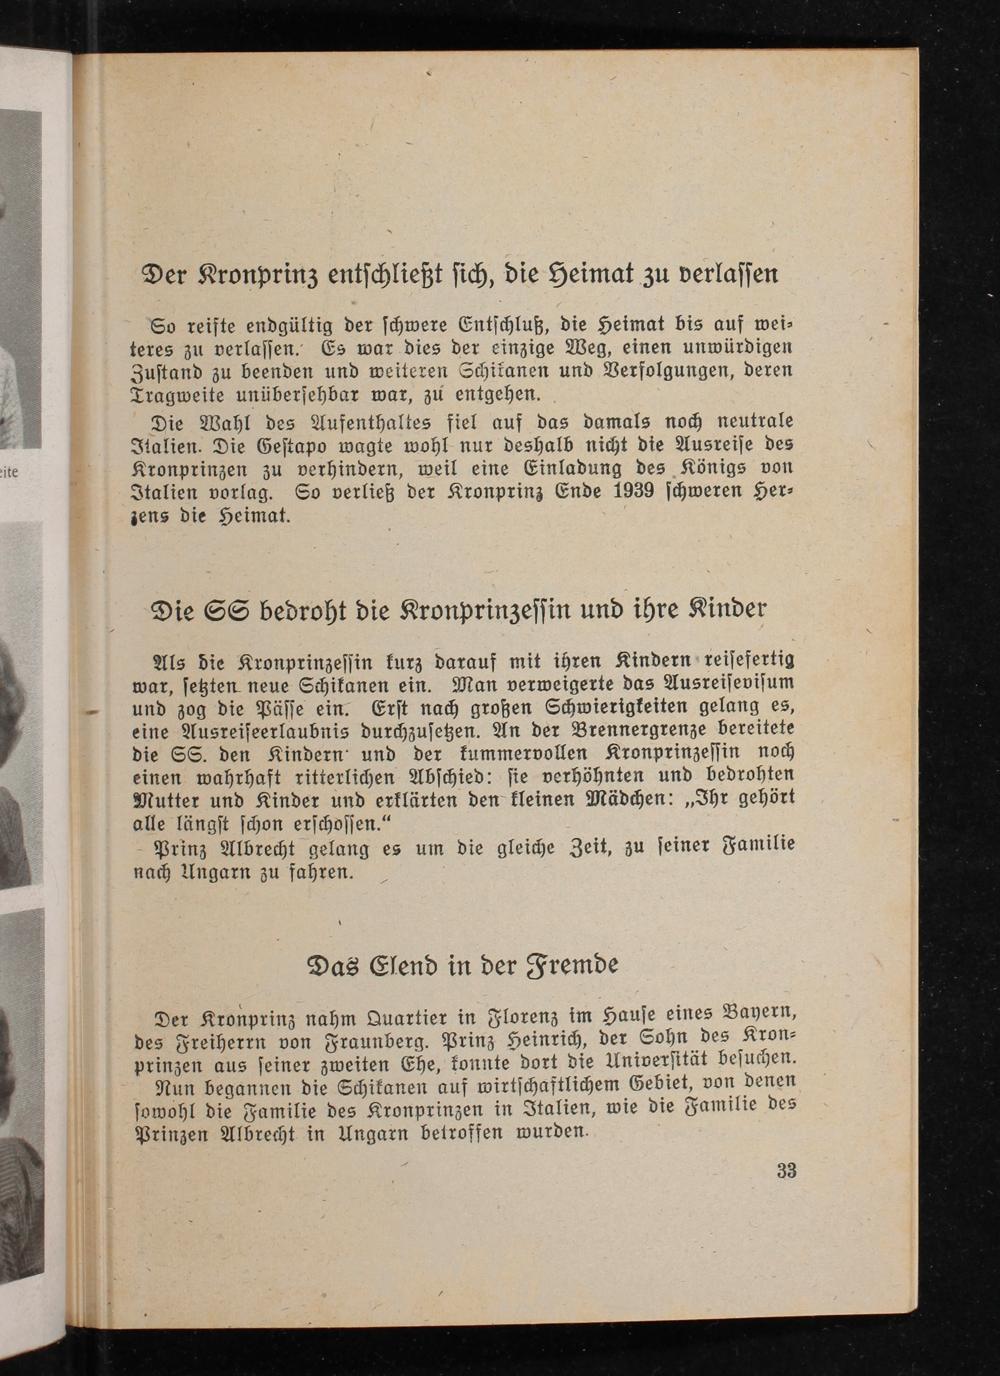 eite
Der Kronprinz entschließt sich, die Heimat zu verlassen
So reifte endgültig der schwere Entschluß, die Heimat bis auf wei-
teres zu verlassen. Es war dies der einzige Weg, einen unwürdigen
Zustand zu beenden und weiteren Schikanen und Verfolgungen, deren
Tragweite unübersehbar war, zu entgehen.
Die Wahl des Aufenthaltes fiel auf das damals noch neutrale
Italien. Die Gestapo wagte wohl nur deshalb nicht die Ausreise des
Kronprinzen zu verhindern, weil eine Einladung des Königs von
Italien vorlag. So verließ der Kronprinz Ende 1939 schweren Her-
zens die Heimat.
Die SS bedroht die Kronprinzessin und ihre Kinder
Als die Kronprinzessin kurz darauf mit ihren Kindern reisefertig
war, setzten neue Schikanen ein. Man verweigerte das Ausreisevisum
und zog die Pässe ein. Erst nach großen Schwierigkeiten gelang es,
eine Ausreiseerlaubnis durchzusetzen. An der Brennergrenze bereitete
die SS. den Kindern und der kummervollen Kronprinzessin noch
einen wahrhaft ritterlichen Abschied: sie verhöhnten und bedrohten
Mutter und Kinder und erklärten den kleinen Mädchen: „Ihr gehört
alle längst schon erschossen.“
Prinz Albrecht gelang es um die gleiche Zeit, zu seiner Familie
nach Ungarn zu fahren.
Das Elend in der Fremde
Der Kronprinz nahm Quartier in Florenz im Hause eines Bayern,
des Freiherrn von Fraunberg. Prinz Heinrich, der Sohn des Kron-
prinzen aus seiner zweiten Ehe, konnte dort die Universität besuchen.
Nun begannen die Schikanen auf wirtschaftlichem Gebiet, von denen
sowohl die Familie des Kronprinzen in Italien, wie die Familie des
Prinzen Albrecht in Ungarn betroffen wurden.
33